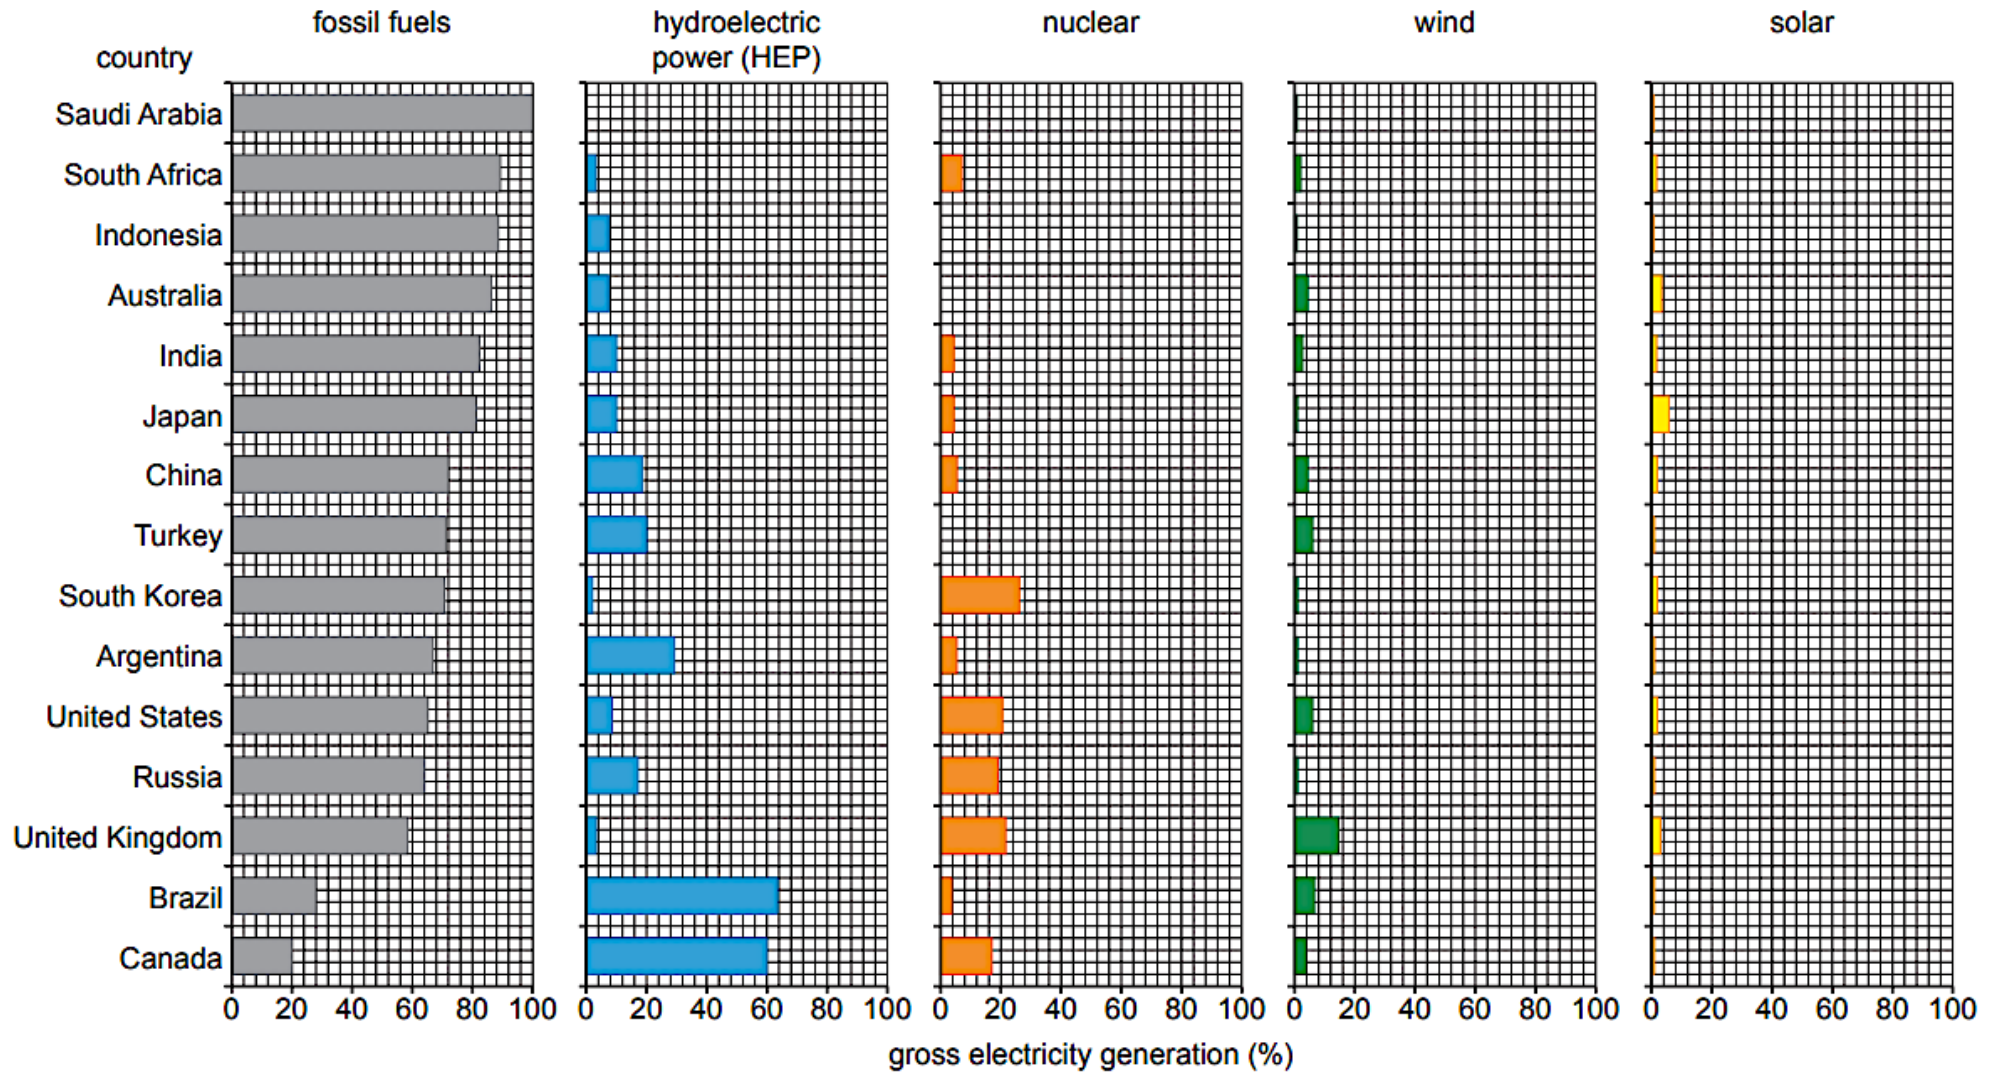 fossil fuels
hydroelectric
power (HEP)
nuclear
wind
solar
country
Saudi Arabia
South Africa
Indonesia
Australia
India
Japan
China
Turkey
South Korea
Argentina
United States
Russia
United Kingdom
Brazil
Canada
0 20 40 60 80 100
0 20 40 60 80 100
0 20 40 60 80 100
0 20 40 60 80 100
0 20 40 60 80 100
gross electricity generation (%)